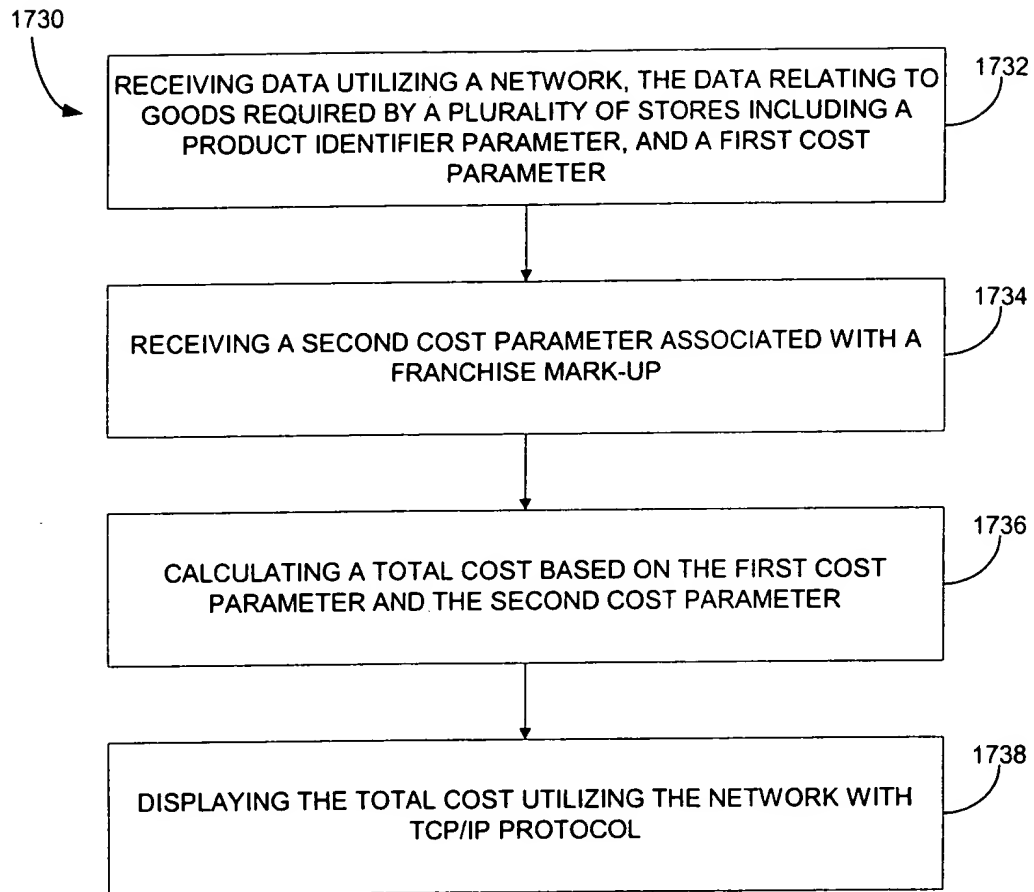 1730
RECEIVING DATA UTILIZING A NETWORK, THE DATA RELATING TO
GOODS REQUIRED BY A PLURALITY OF STORES INCLUDING A
PRODUCT IDENTIFIER PARAMETER, AND A FIRST COST
PARAMETER
1732
RECEIVING A SECOND COST PARAMETER ASSOCIATED WITH A
FRANCHISE MARK-UP
1734
CALCULATING A TOTAL COST BASED ON THE FIRST COST
PARAMETER AND THE SECOND COST PARAMETER
1736
DISPLAYING THE TOTAL COST UTILIZING THE NETWORK WITH
TCP/IP PROTOCOL
1738